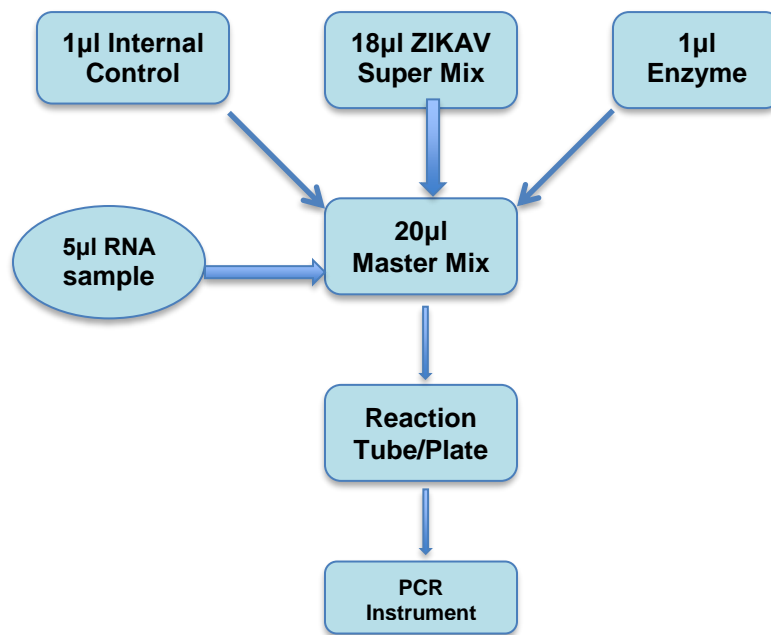 1µl Internal
Control
18µl ZIKAV
Super Mix
1µl
Enzyme
5µl RNA
sample
20µl
Master Mix
Reaction
Tube/Plate
PCR
Instrument